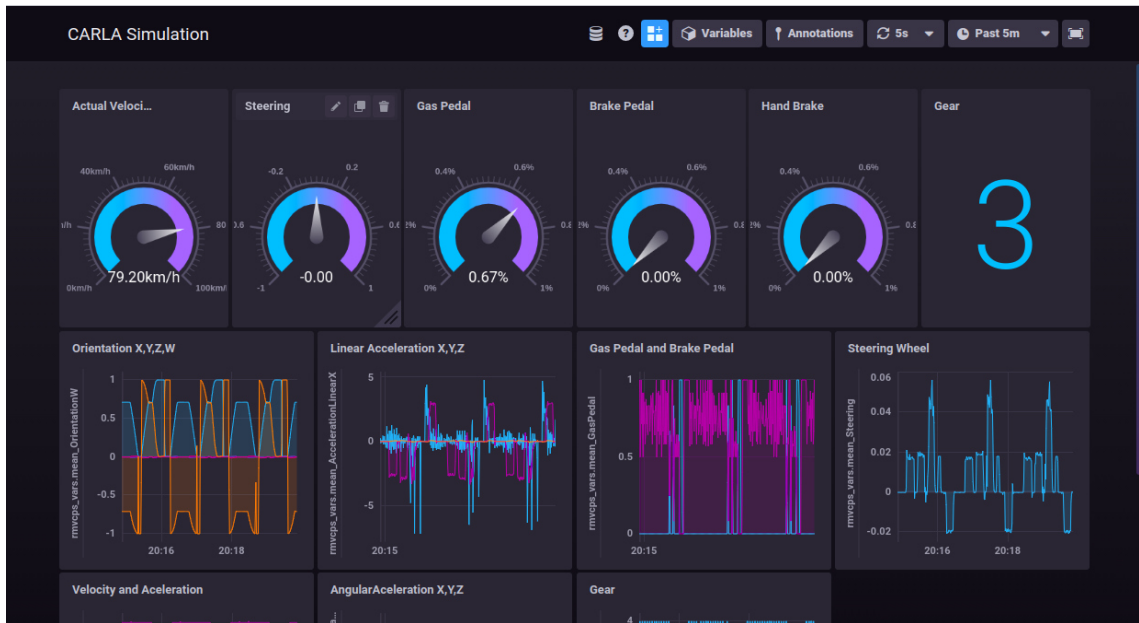 CARLA Simulation
Variables
Annotations
5s
Past 5m
Actual Veloci...
Steering
Gas Pedal
Brake Pedal
Hand Brake
Gear
40km/h 60km/h
80
79.20km/h
0km/h 100km/
-0.2 0.2
0.6
-0.00
-1 1
0.4% 0.6%
0.67%
0% 1%
0.4% 0.6%
0.00%
0% 1%
0.4% 0.6%
0.00%
0% 1%
3
Orientation X,Y,Z,W
rmvcps_vars.mean_OrientationW
1
0.5
0
-0.5
-1
20:16 20:18
Linear Acceleration X,Y,Z
rmvcps_vars.mean_AccelerationLinearX
5
0
-5
20:15
Gas Pedal and Brake Pedal
rmvcps_vars.mean_GasPedal
1
0.5
0
20:15
Steering Wheel
rmvcps_vars.mean_Steering
0.06
0.04
0.02
0
-0.02
20:16 20:18
Velocity and Aceleration
AngularAceleration X,Y,Z
Gear
4